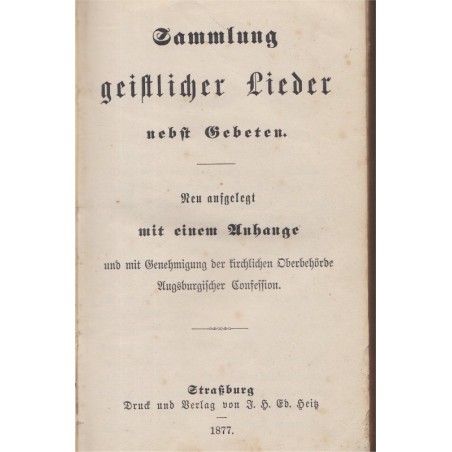 Sammlung
geistlicher Lieder
nebst Gebeten.
Neu aufgelegt
mit einem Anhange
und mit Genehmigung der kirchlichen Oberbehörde
Augsburgischer Confession.
Straßburg
Druck und Verlag von J. H. Ed. Heitz
1877.